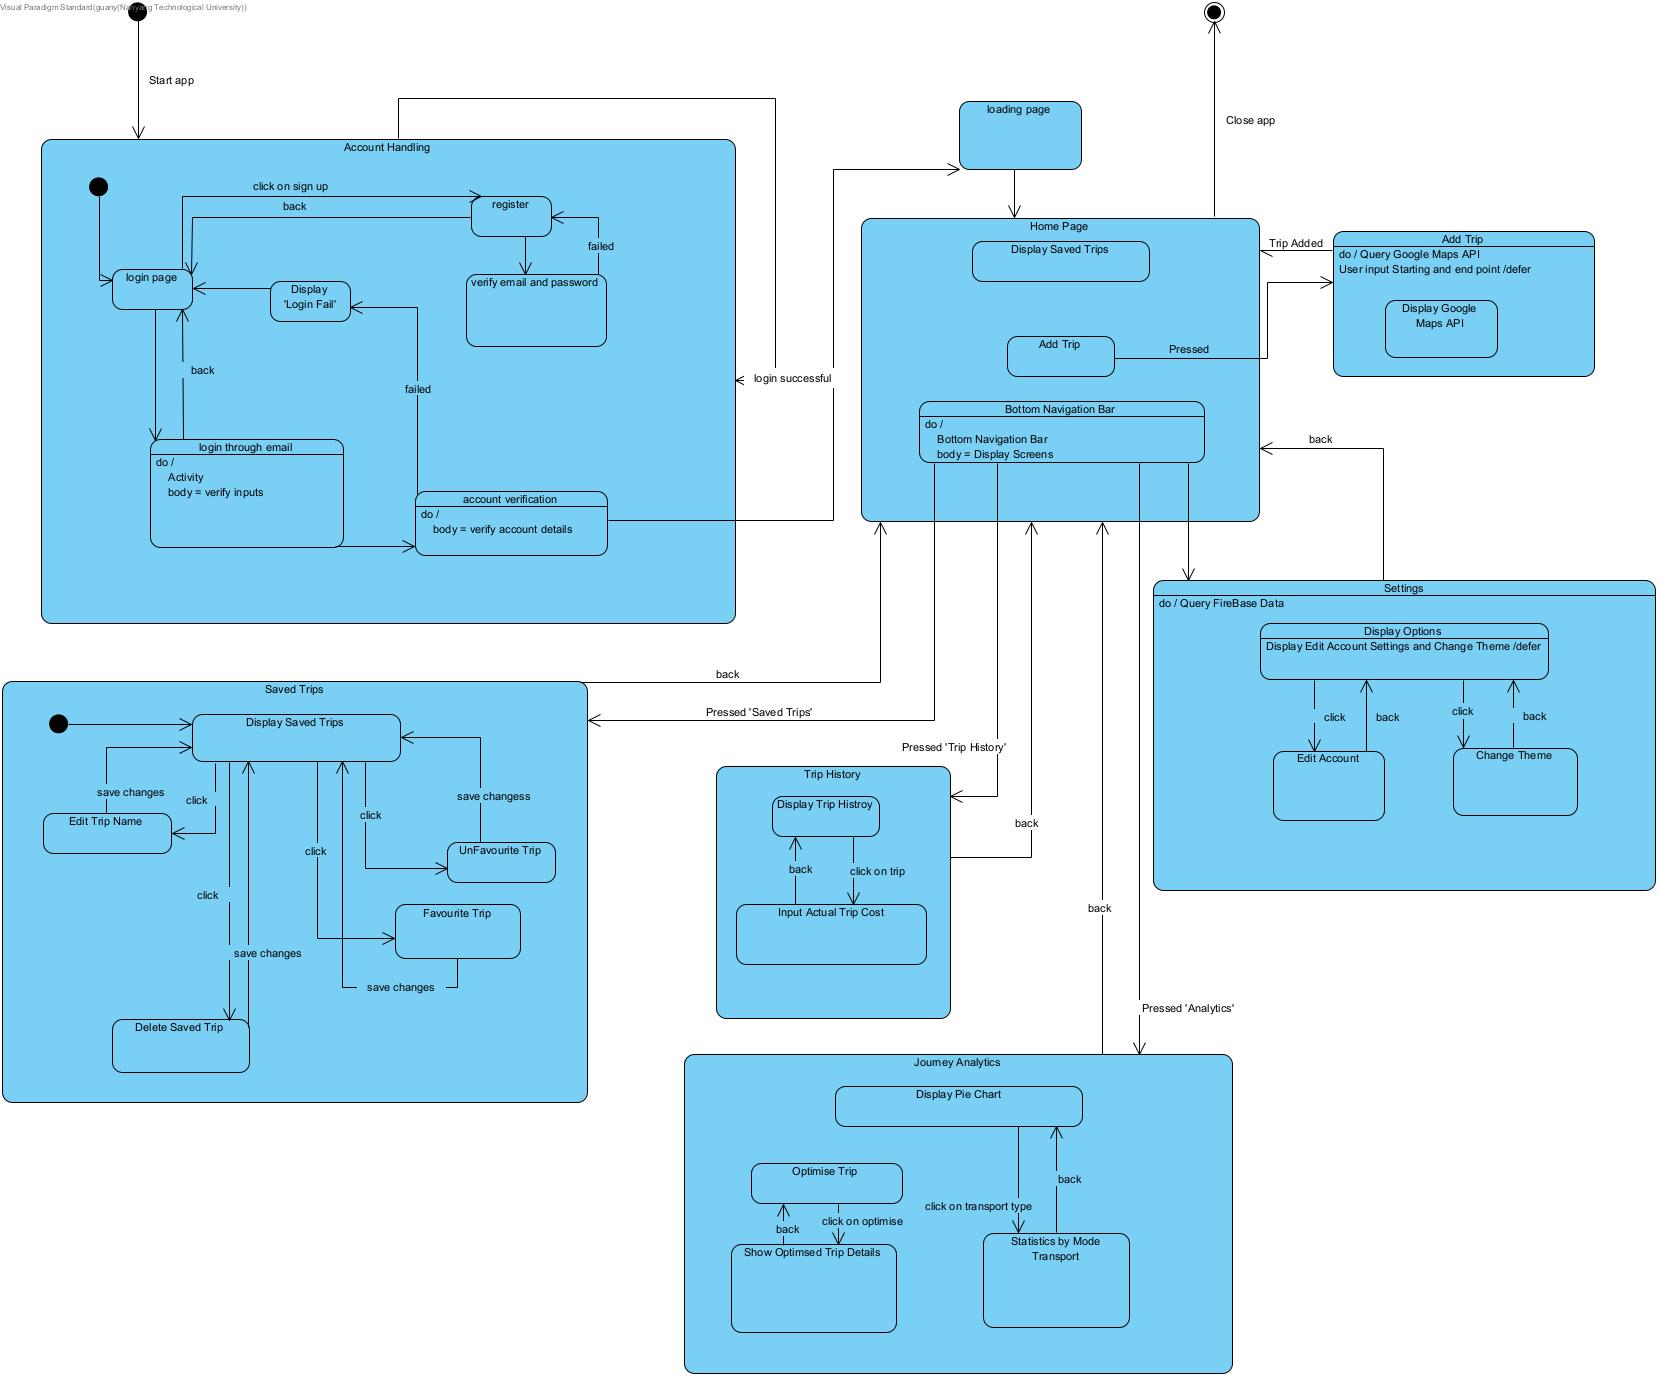 Visual Paradigm Standard(guany(Nanyang Technological University))
Start app
Close app
loading page
Account Handling
click on sign up
back
register
failed
login page
Display
'Login Fail'
verify email and password
back
failed
login successful
login through email
do /
Activity
body = verify inputs
account verification
do /
body = verify account details
Home Page
Display Saved Trips
Add Trip
Pressed
Bottom Navigation Bar
do /
Bottom Navigation Bar
body = Display Screens
Trip Added
Add Trip
do / Query Google Maps API
User input Starting and end point /defer
Display Google
Maps API
back
Settings
do / Query FireBase Data
Display Options
Display Edit Account Settings and Change Theme /defer
click
back
click
back
Edit Account
Change Theme
back
Pressed 'Saved Trips'
Pressed 'Trip History'
Saved Trips
Display Saved Trips
save changes
click
Edit Trip Name
click
save changess
UnFavourite Trip
click
click
Favourite Trip
save changes
save changes
Delete Saved Trip
Trip History
Display Trip Histroy
back
click on trip
Input Actual Trip Cost
back
back
Pressed 'Analytics'
Journey Analytics
Display Pie Chart
Optimise Trip
back
click on optimise
Show Optimsed Trip Details
click on transport type
back
Statistics by Mode
Transport